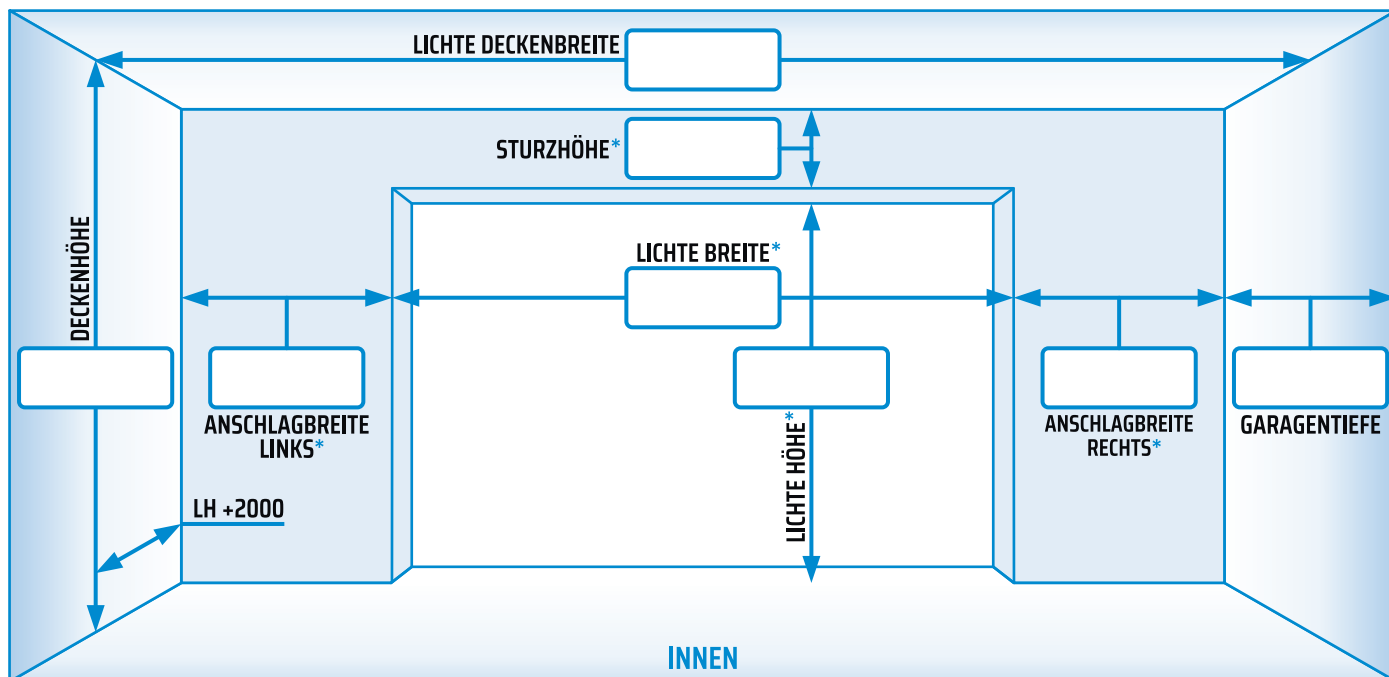 LICHTE DECKENBREITE
STURZHÖHE*
DECKENHÖHE
LICHTE BREITE*
ANSCHLAGBREITE
LINKS*
LICHTE HÖHE*
ANSCHLAGBREITE
RECHTS*
GARAGENTIEFE
LH +2000
INNEN